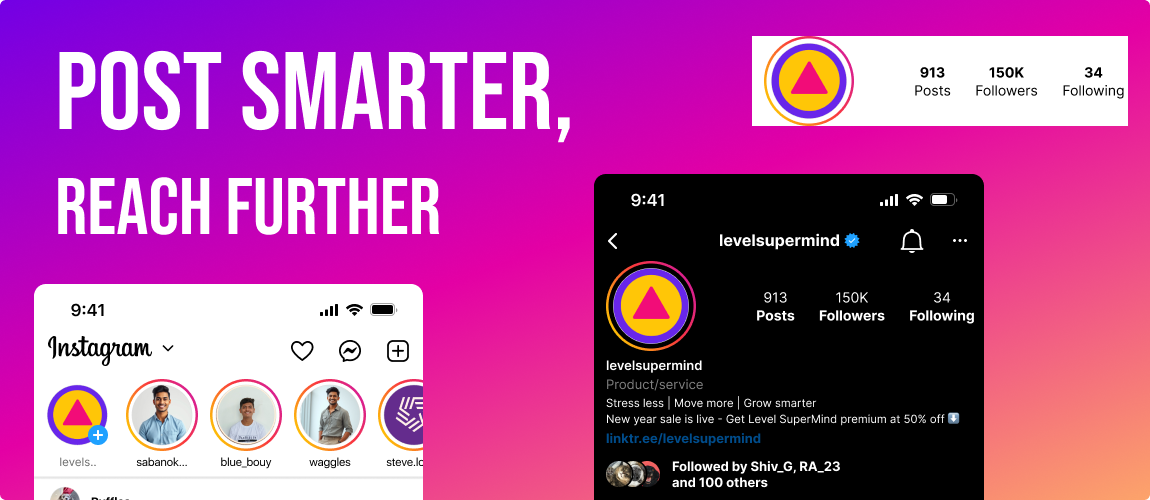 POST SMARTER,
REACH FURTHER
913 150K 34
Posts Followers Following
9:41
levelsupermind
913 150K 34
Posts Followers Following
levelsupermind
Product/service
Stress less | Move more | Grow smarter
New year sale is live - Get Level SuperMind premium at 50% off
linktr.ee/levelsupermind
Followed by Shiv_G, RA_23
and 100 others
9:41
Instagram
levels.. sabanok... blue_bouy waggles steve.lo
Ruffles